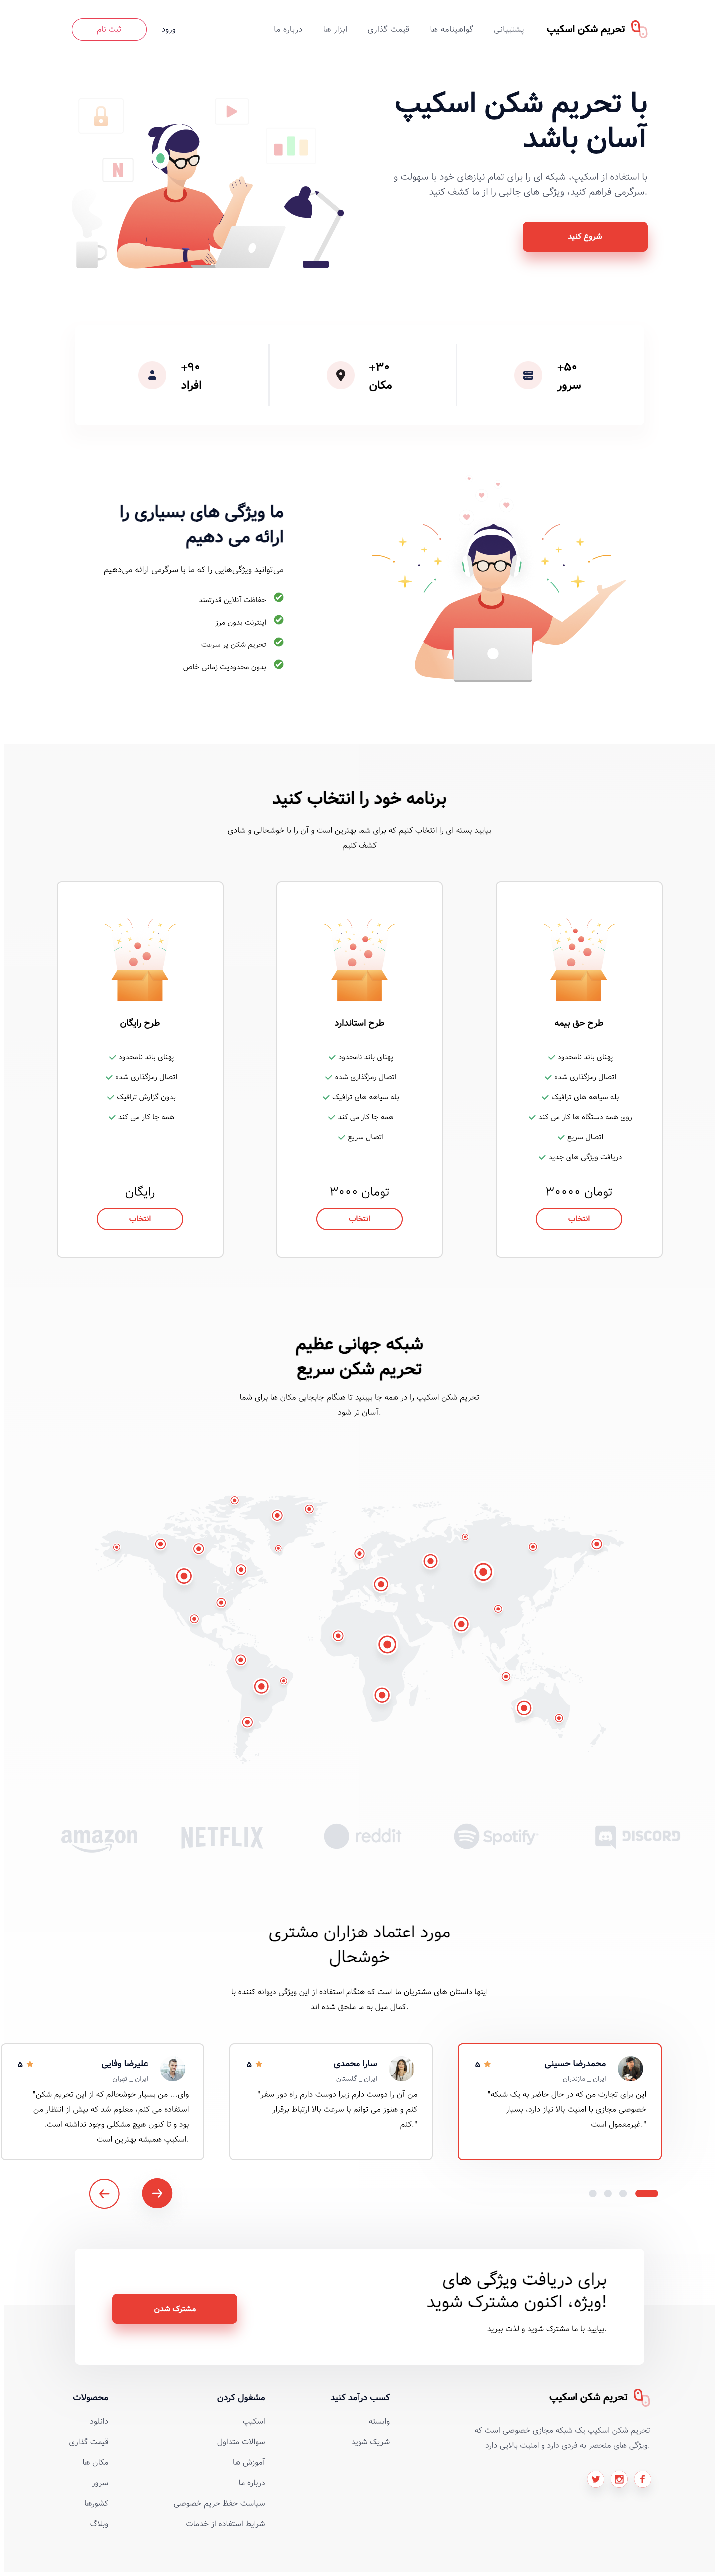 تحریم شکن اسکیپ
پشتیبانی
گواهینامه ها
قیمت گذاری
ابزار ها
درباره ما
ورود
ثبت نام
با تحریم شکن اسکیپ
آسان باشد
با استفاده از اسکیپ، شبکه ای را برای تمام نیازهای خود با سهولت و
سرگرمی فراهم کنید، ویژگی های جالبی را از ما کشف کنید.
شروع کنید
N
+۵۰
سرور
+۳۰
مکان
+۹۰
افراد
ما ویژگی های بسیاری را
ارائه می دهیم
می‌توانید ویژگی‌هایی را که ما با سرگرمی ارائه می‌دهیم
حفاظت آنلاین قدرتمند
اینترنت بدون مرز
تحریم شکن پر سرعت
بدون محدودیت زمانی خاص
برنامه خود را انتخاب کنید
بیایید بسته ای را انتخاب کنیم که برای شما بهترین است و آن را با خوشحالی و شادی
کشف کنیم
طرح حق بیمه
پهنای باند نامحدود
اتصال رمزگذاری شده
بله سیاهه های ترافیک
روی همه دستگاه ها کار می کند
اتصال سریع
دریافت ویژگی های جدید
۳۰۰۰۰ تومان
انتخاب
طرح استاندارد
پهنای باند نامحدود
اتصال رمزگذاری شده
بله سیاهه های ترافیک
همه جا کار می کند
اتصال سریع
۳۰۰۰ تومان
انتخاب
طرح رایگان
پهنای باند نامحدود
اتصال رمزگذاری شده
بدون گزارش ترافیک
همه جا کار می کند
رایگان
انتخاب
شبکه جهانی عظیم
تحریم شکن سریع
تحریم شکن اسکیپ را در همه جا ببینید تا هنگام جابجایی مکان ها برای شما
آسان تر شود.
amazon
NETFLIX
reddit
Spotify
DISCORD
مورد اعتماد هزاران مشتری
خوشحال
اینها داستان های مشتریان ما است که هنگام استفاده از این ویژگی دیوانه کننده با
کمال میل به ما ملحق شده اند.
محمدرضا حسینی
ایران _ مازندران
۵
"این برای تجارت من که در حال حاضر به یک شبکه
خصوصی مجازی با امنیت بالا نیاز دارد، بسیار
غیرمعمول است."
سارا محمدی
ایران _ گلستان
۵
"من آن را دوست دارم زیرا دوست دارم راه دور سفر
کنم و هنوز می توانم با سرعت بالا ارتباط برقرار
کنم."
علیرضا وفایی
ایران _ تهران
۵
"وای... من بسیار خوشحالم که از این تحریم شکن
استفاده می کنم، معلوم شد که بیش از انتظار من
بود و تا کنون هیچ مشکلی وجود نداشته است.
اسکیپ همیشه بهترین است.
برای دریافت ویژگی های
ویژه، اکنون مشترک شوید!
بیایید با ما مشترک شوید و لذت ببرید.
مشترک شدن
تحریم شکن اسکیپ
تحریم شکن اسکیپ یک شبکه مجازی خصوصی است که
ویژگی های منحصر به فردی دارد و امنیت بالایی دارد.
کسب درآمد کنید
وابسته
شریک شوید
مشغول کردن
اسکیپ
سوالات متداول
آموزش ها
درباره ما
سیاست حفظ حریم خصوصی
شرایط استفاده از خدمات
محصولات
دانلود
قیمت گذاری
مکان ها
سرور
کشورها
وبلاگ